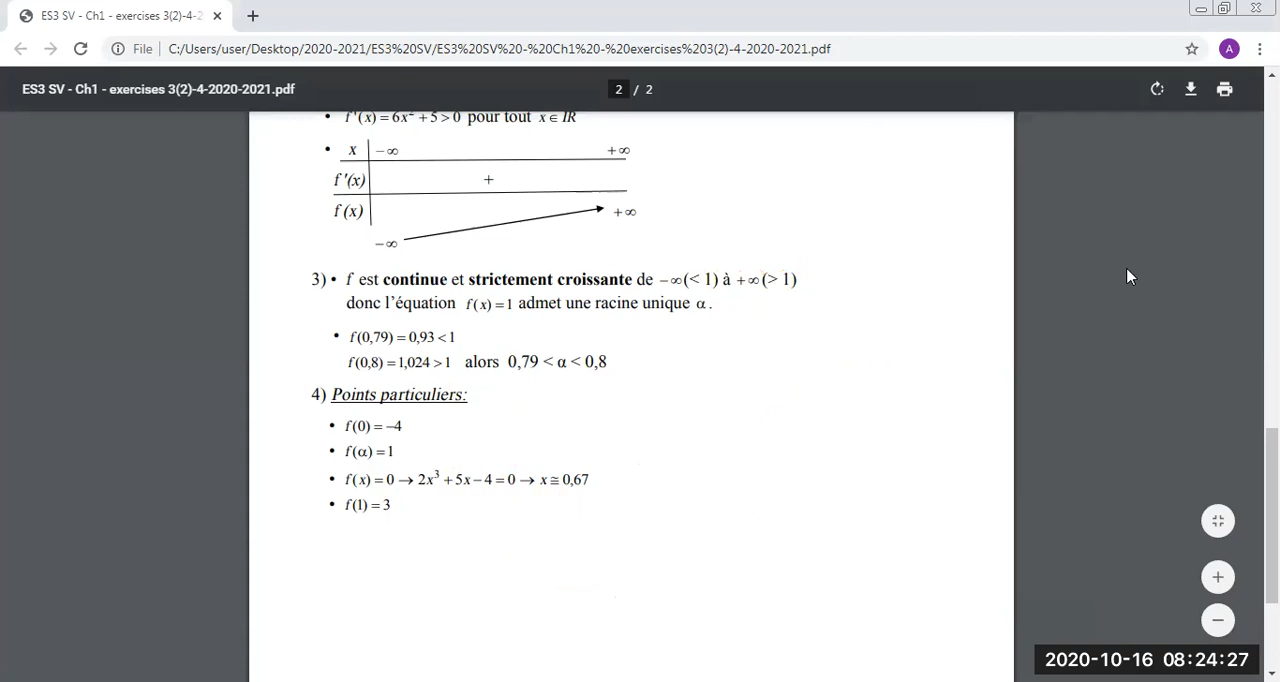 ES3 SV - Ch1 - exercises 3(2)-4-2
File
C:/Users/user/Desktop/2020-2021/ES3%20SV/ES3%20SV%20-%20Ch1%20-%20exercises%203(2)-4-2020-2021.pdf
A
ES3 SV - Ch1 - exercises 3(2)-4-2020-2021.pdf
2 / 2
• f'(x) = 6x² + 5 > 0 pour tout x ∈ IR
• x −∞ +∞
f'(x) +
f(x) +∞
−∞
3) • f est continue et strictement croissante de −∞(< 1) à +∞(> 1)
donc l'équation f(x) = 1 admet une racine unique α.
• f(0,79) = 0,93 < 1
f(0,8) = 1,024 > 1 alors 0,79 < α < 0,8
4) Points particuliers:
• f(0) = −4
• f(α) = 1
• f(x) = 0 → 2x³ + 5x − 4 = 0 → x ≅ 0,67
• f(1) = 3
2020-10-16 08:24:27